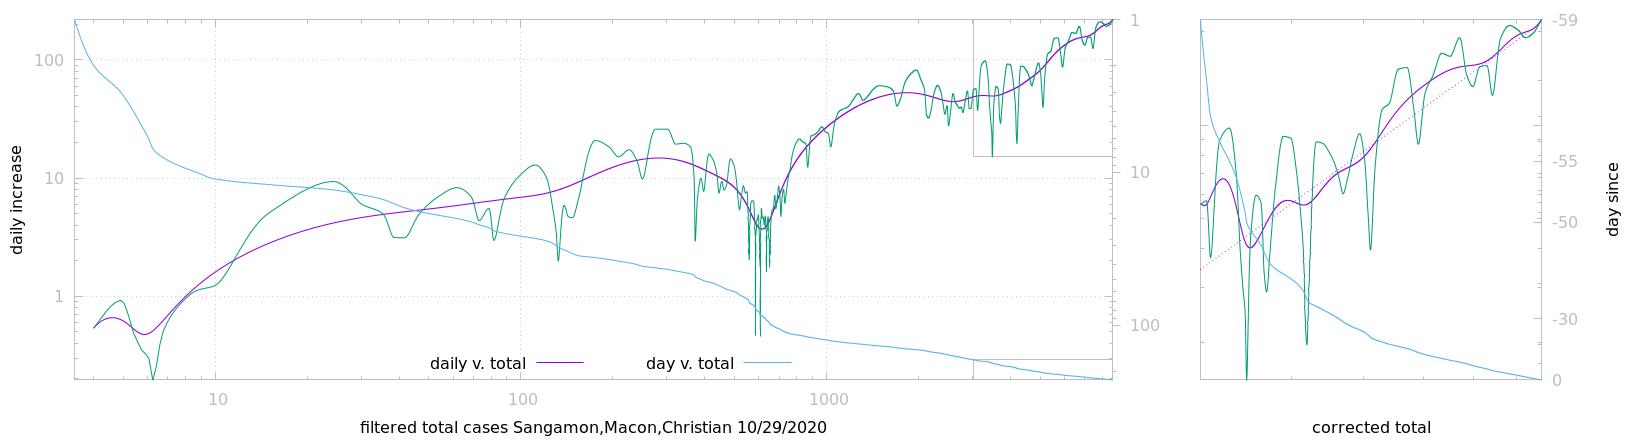 daily increase
100
10
1
daily v. total
day v. total
10
100
1000
filtered total cases Sangamon,Macon,Christian 10/29/2020
1
10
100
-59
-55
-50
-30
0
day since
corrected total